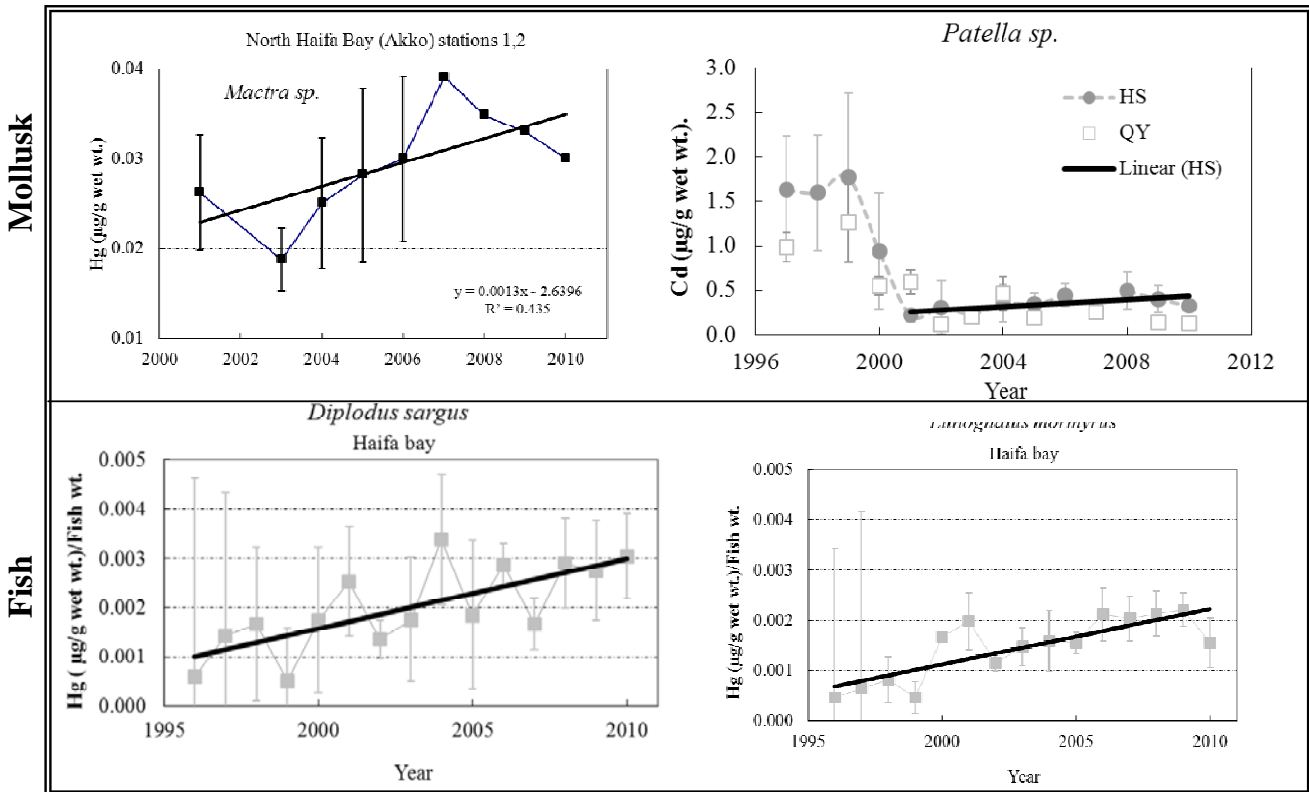 Mollusk
North Haifa Bay (Akko) stations 1,2
Mactra sp.
Hg (µg/g wet wt.)
0.04
0.03
0.02
0.01
y = 0.0013x - 2.6396
R² = 0.435
2000 2002 2004 2006 2008 2010
Patella sp.
Cd (µg/g wet wt.).
3.0
2.5
2.0
1.5
1.0
0.5
0.0
HS
QY
Linear (HS)
1996 2000 2004 2008 2012
Year
Fish
Diplodus sargus
Haifa bay
Hg ( µg/g wet wt.)/Fish wt.
0.005
0.004
0.003
0.002
0.001
0.000
1995 2000 2005 2010
Year
Haifa bay
Hg (µg/g wet wt.)/Fish wt.
0.005
0.004
0.003
0.002
0.001
0.000
1995 2000 2005 2010
Year